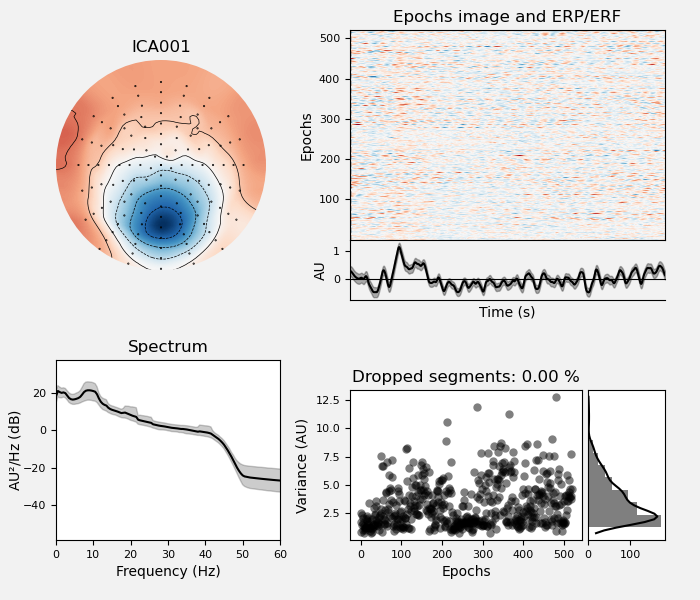 ICA001
Epochs image and ERP/ERF
500
400
300
200
100
Epochs
1
0
AU
Time (s)
Spectrum
20
0
−20
−40
AU²/Hz (dB)
0 10 20 30 40 50 60
Frequency (Hz)
Dropped segments: 0.00 %
12.5
10.0
7.5
5.0
2.5
Variance (AU)
0 100 200 300 400 500
Epochs
0 100